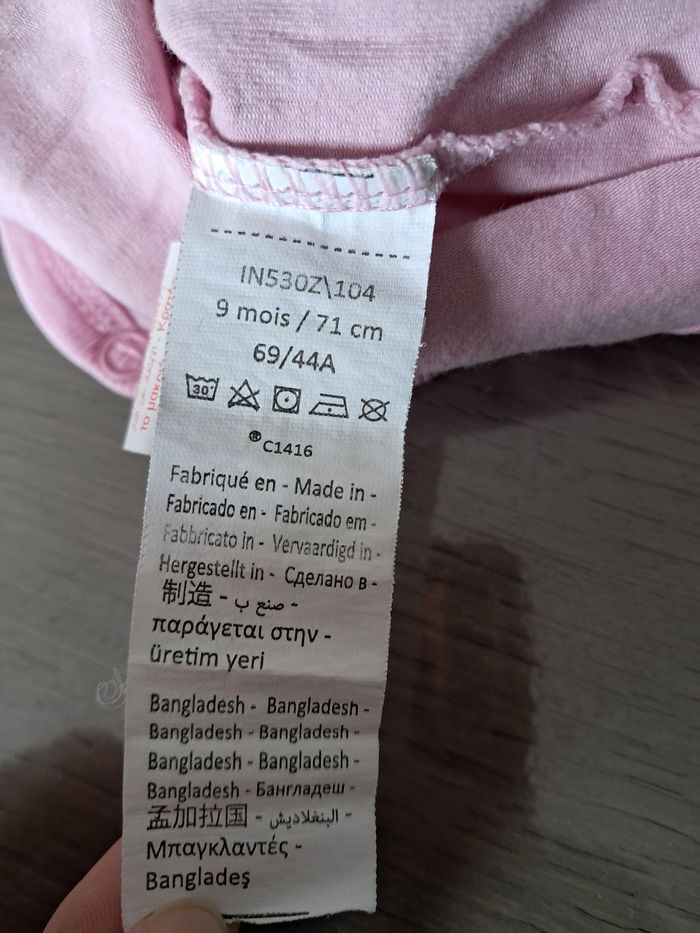 IN530Z\104
9 mois / 71 cm
69/44A
30°
®C1416
Fabriqué en - Made in -
Fabricado en - Fabricado em -
Fabbricato in - Vervaardigd in -
Hergestellt in - Сделано в -
制造 - صنع ب -
παράγεται στην -
üretim yeri
Bangladesh - Bangladesh -
Bangladesh - Bangladesh -
Bangladesh - Bangladesh -
Bangladesh - Бангладеш -
孟加拉国 - البنغلاديش -
Μπαγκλαντές -
Bangladeş
το μακριά